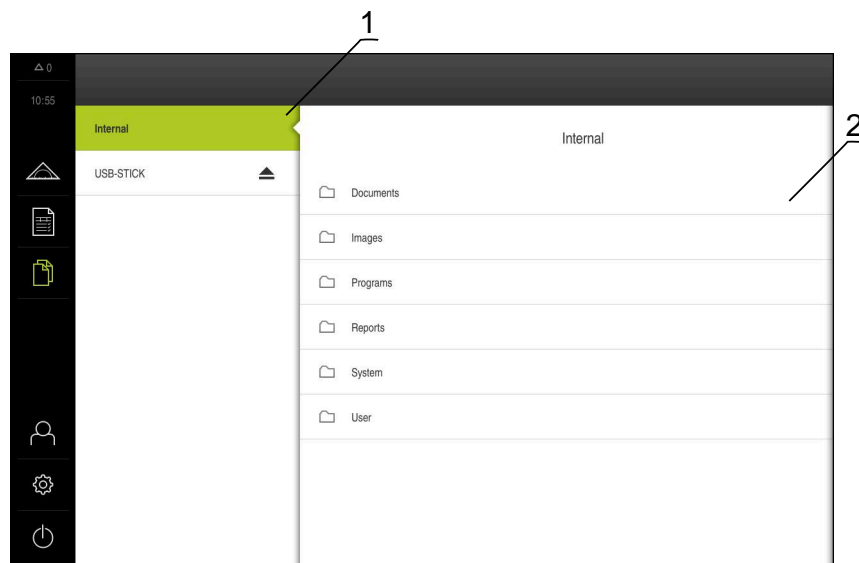 1
△ 0
10:55
Internal
USB-STICK
Internal
2
Documents
Images
Programs
Reports
System
User